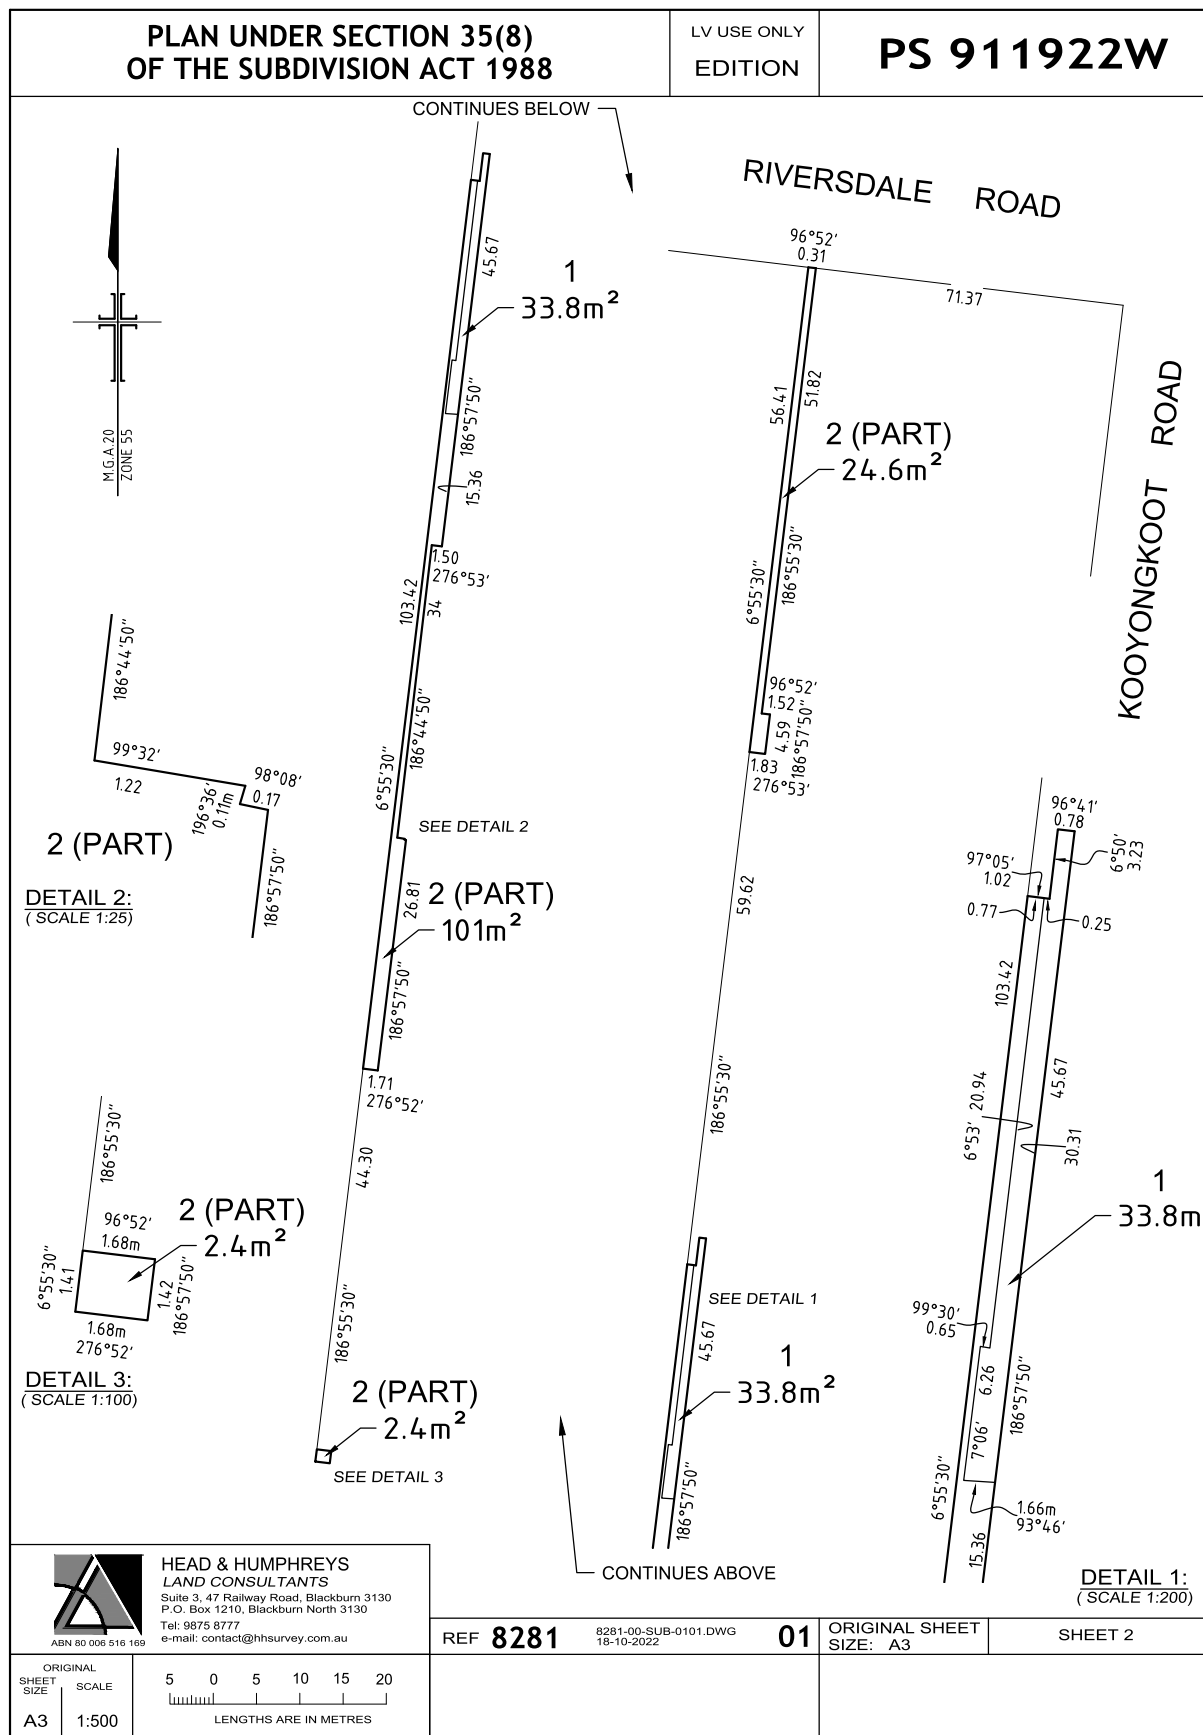 PLAN UNDER SECTION 35(8)
OF THE SUBDIVISION ACT 1988
LV USE ONLY
EDITION
PS 911922W
CONTINUES BELOW
RIVERSDALE ROAD
KOOYONGKOOT ROAD
M.G.A.20
ZONE 55
45.67
1
33.8m²
186°57'50"
15.36
1.50
276°53'
103.42
34
186°44'50"
6°55'30"
SEE DETAIL 2
26.81
2 (PART)
101m²
186°57'50"
1.71
276°52'
44.30
186°55'30"
2 (PART)
2.4m²
SEE DETAIL 3
96°52'
0.31
71.37
56.41
51.82
2 (PART)
24.6m²
6°55'30"
186°55'30"
96°52'
1.52
4.59
186°57'50"
1.83
276°53'
59.62
186°55'30"
SEE DETAIL 1
45.67
1
33.8m²
186°57'50"
CONTINUES ABOVE
186°44'50"
99°32'
1.22
196°36'
0.11m
98°08'
0.17
2 (PART)
186°57'50"
DETAIL 2:
( SCALE 1:25)
186°55'30"
96°52'
1.68m
2 (PART)
2.4m²
6°55'30"
1.41
1.42
186°57'50"
1.68m
276°52'
DETAIL 3:
( SCALE 1:100)
96°41'
0.78
97°05'
1.02
6°50'
3.23
0.77
0.25
103.42
45.67
20.94
6°53'
30.31
1
33.8m
99°30'
0.65
6.26
186°57'50"
7°06'
6°55'30"
1.66m
93°46'
15.36
DETAIL 1:
( SCALE 1:200)
HEAD & HUMPHREYS
LAND CONSULTANTS
Suite 3, 47 Railway Road, Blackburn 3130
P.O. Box 1210, Blackburn North 3130
Tel: 9875 8777
e-mail: contact@hhsurvey.com.au
ABN 80 006 516 169
REF 8281
8281-00-SUB-0101.DWG
18-10-2022
01
ORIGINAL SHEET
SIZE: A3
SHEET 2
ORIGINAL
SHEET
SIZE
SCALE
A3
1:500
5 0 5 10 15 20
LENGTHS ARE IN METRES